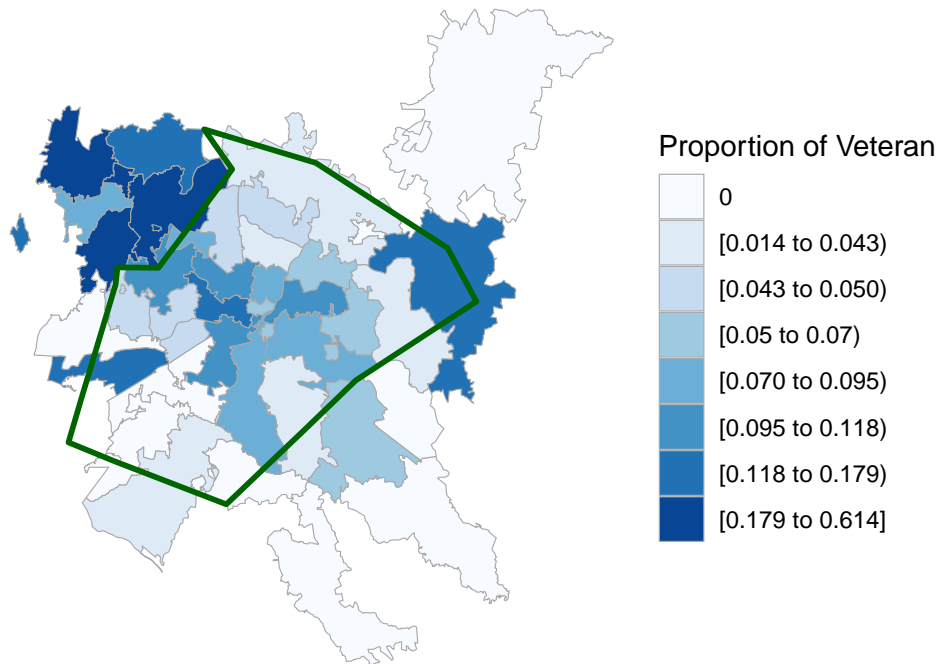 Proportion of Veteran
0
[0.014 to 0.043)
[0.043 to 0.050)
[0.05 to 0.07)
[0.070 to 0.095)
[0.095 to 0.118)
[0.118 to 0.179)
[0.179 to 0.614]